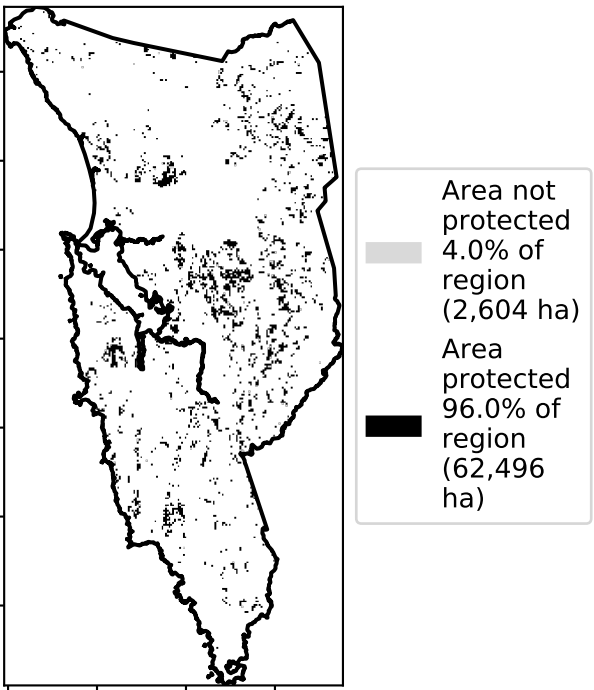 Area not
protected
4.0% of
region
(2,604 ha)
Area
protected
96.0% of
region
(62,496
ha)